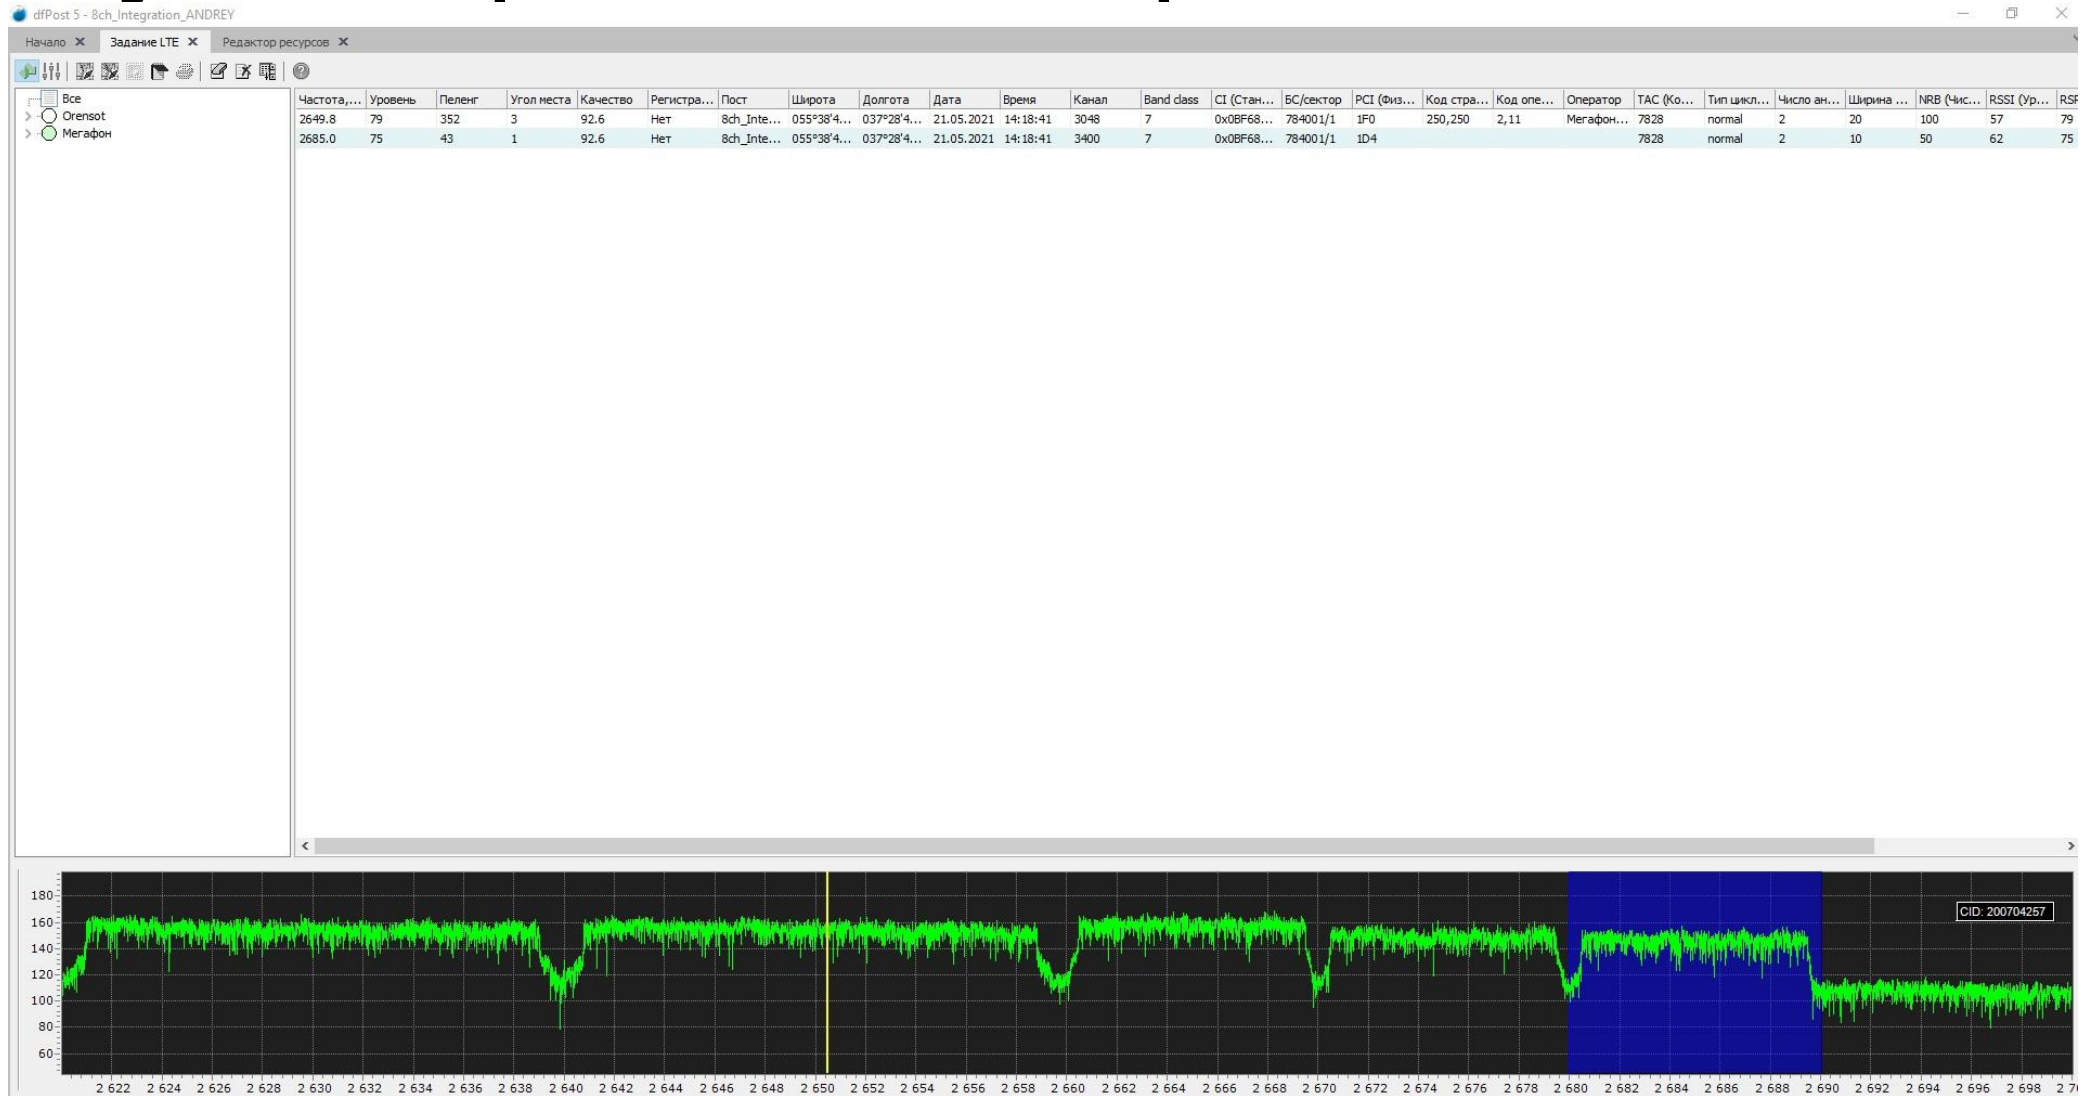 dfPost 5 - 8ch_Integration_ANDREY
Начало Задание LTE Редактор ресурсов
Все
Orensot
Мегафон
Частота,... Уровень Пеленг Угол места Качество Регистра... Пост Широта Долгота Дата Время Канал Band class CI (Стан... БС/сектор PCI (Физ... Код стра... Код опе... Оператор TAC (Ко... Тип цикл... Число ан... Ширина ... NRB (Чис... RSSI (Ур... RSR
2649.8 79 352 3 92.6 Нет 8ch_Inte... 055°38'4... 037°28'4... 21.05.2021 14:18:41 3048 7 0x0BF68... 784001/1 1F0 250,250 2,11 Мегафон... 7828 normal 2 20 100 57 79
2685.0 75 43 1 92.6 Нет 8ch_Inte... 055°38'4... 037°28'4... 21.05.2021 14:18:41 3400 7 0x0BF68... 784001/1 1D4 7828 normal 2 10 50 62 75
180
160
140
120
100
80
60
CID: 200704257
2 622 2 624 2 626 2 628 2 630 2 632 2 634 2 636 2 638 2 640 2 642 2 644 2 646 2 648 2 650 2 652 2 654 2 656 2 658 2 660 2 662 2 664 2 666 2 668 2 670 2 672 2 674 2 676 2 678 2 680 2 682 2 684 2 686 2 688 2 690 2 692 2 694 2 696 2 698